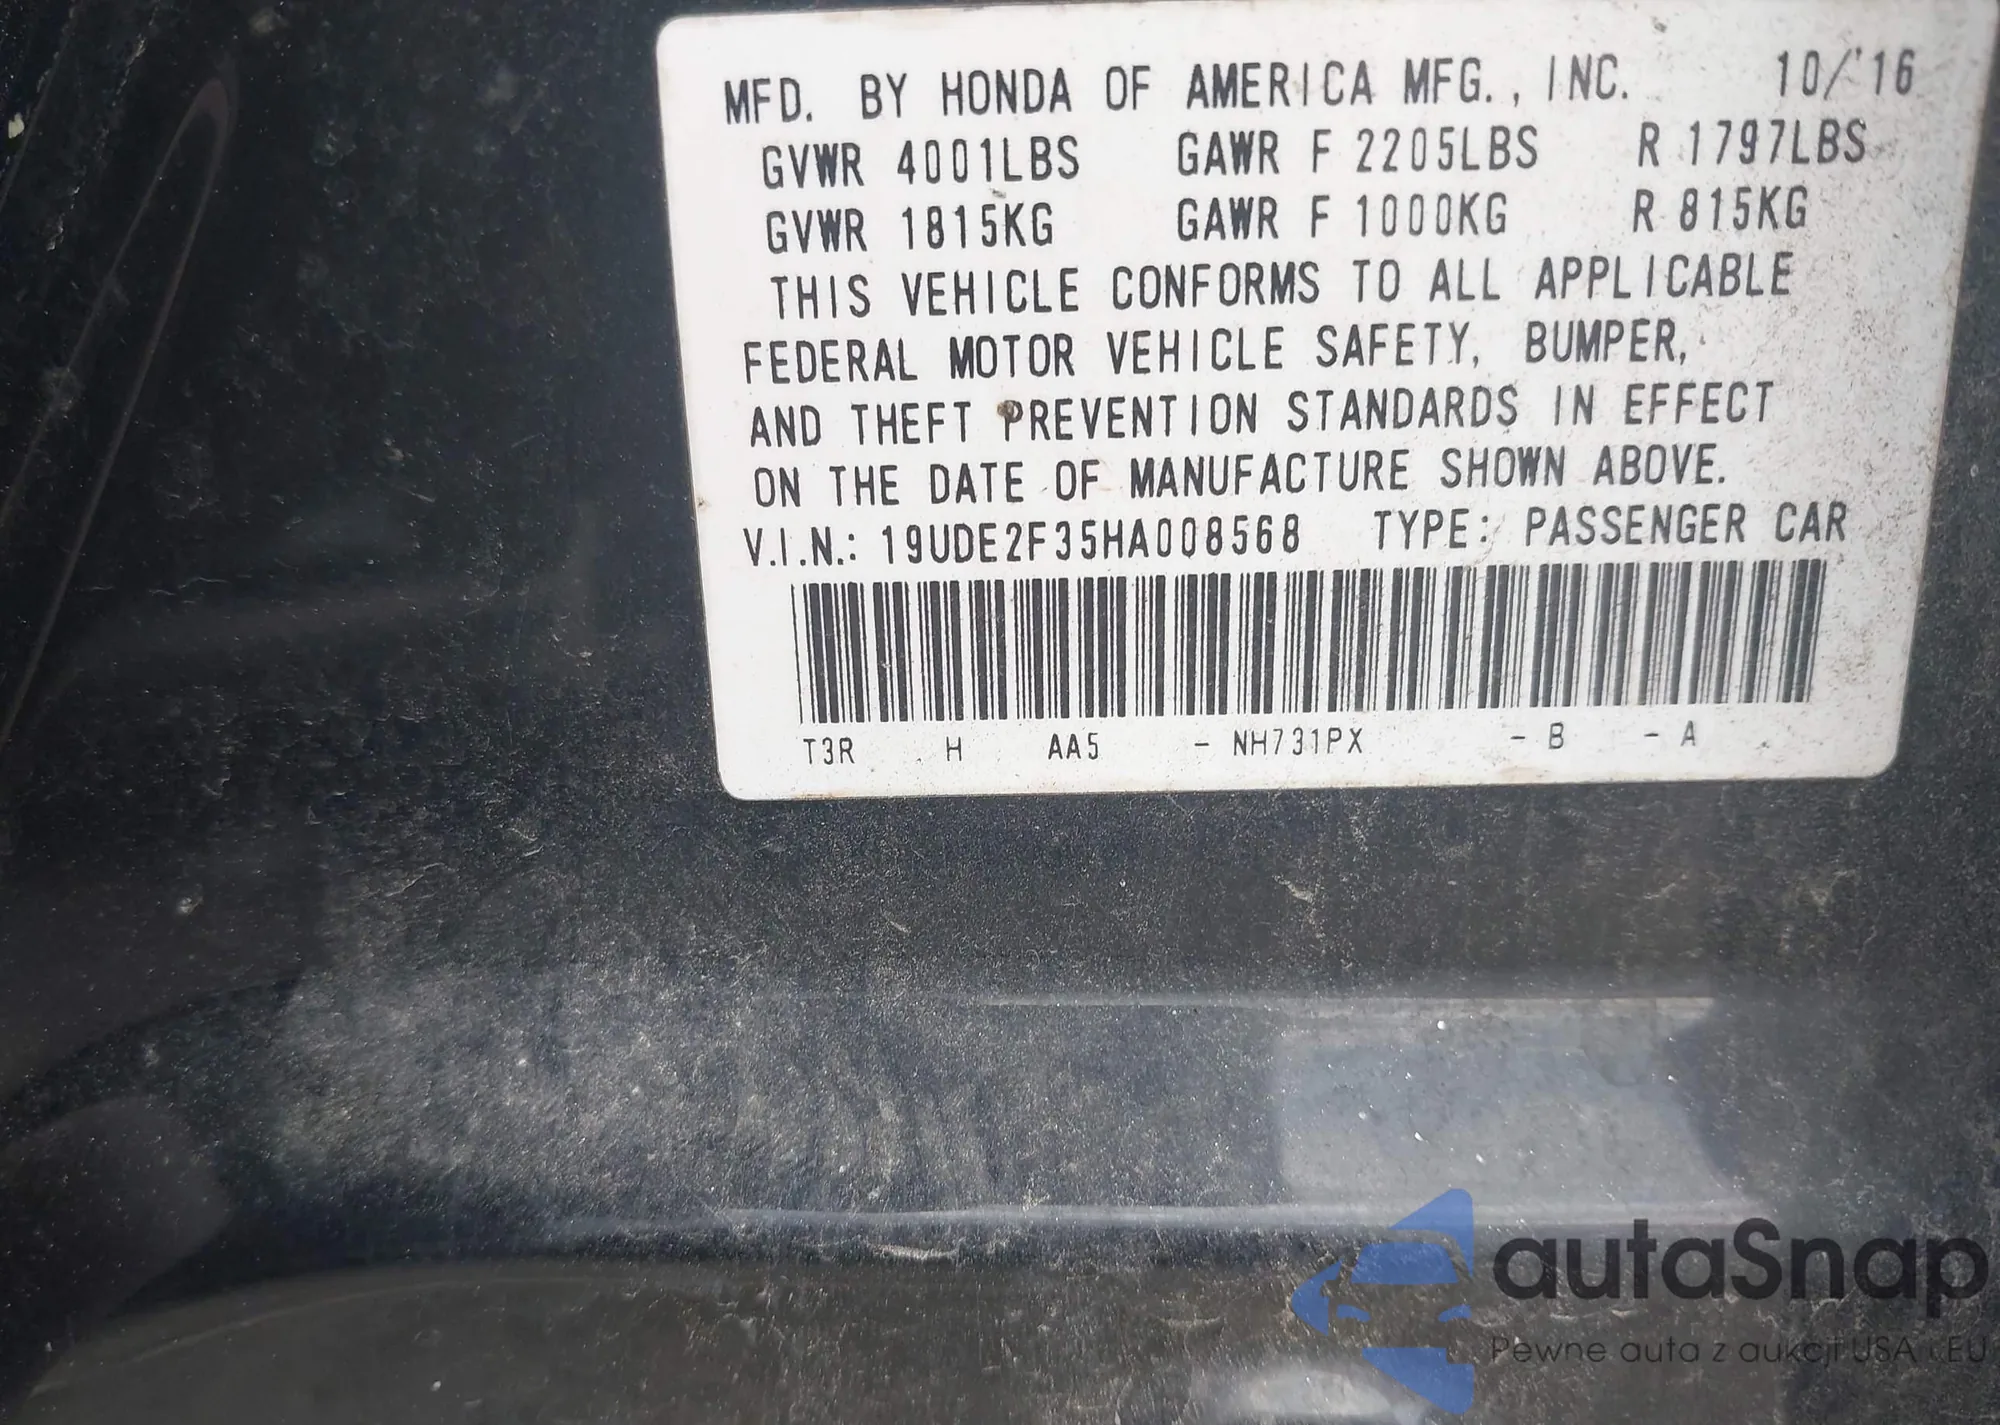 MFD. BY HONDA OF AMERICA MFG., INC. 10/'16
GVWR 4001LBS GAWR F 2205LBS R 1797LBS
GVWR 1815KG GAWR F 1000KG R 815KG
THIS VEHICLE CONFORMS TO ALL APPLICABLE
FEDERAL MOTOR VEHICLE SAFETY, BUMPER,
AND THEFT PREVENTION STANDARDS IN EFFECT
ON THE DATE OF MANUFACTURE SHOWN ABOVE.
V.I.N.: 19UDE2F35HA008568 TYPE: PASSENGER CAR
T3R H AA5 - NH731PX - B - A
autaSnap
Pewne auta z aukcji USA i EU